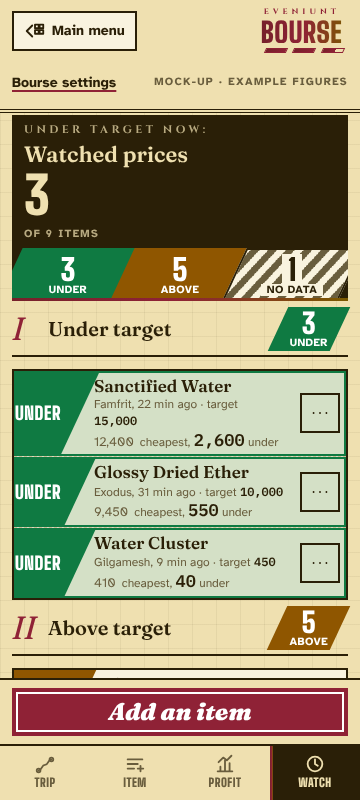 Main menu
EVENIUNT
BOURSE
Bourse settings
MOCK-UP · EXAMPLE FIGURES
UNDER TARGET NOW:
Watched prices
3
OF 9 ITEMS
3
UNDER
5
ABOVE
1
NO DATA
I
Under target
3
UNDER
UNDER
Sanctified Water
Famfrit, 22 min ago · target
15,000
12,400 cheapest, 2,600 under
...
UNDER
Glossy Dried Ether
Exodus, 31 min ago · target 10,000
9,450 cheapest, 550 under
...
UNDER
Water Cluster
Gilgamesh, 9 min ago · target 450
410 cheapest, 40 under
...
II
Above target
5
ABOVE
Add an item
TRIP
ITEM
PROFIT
WATCH